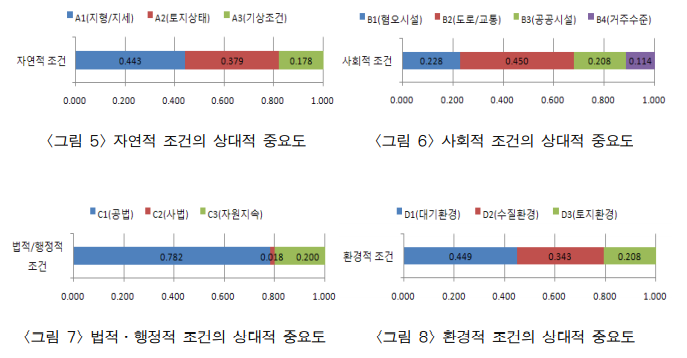 A1(지형/지세) A2(토지상태) A3(기상조건)
자연적 조건 0.443 0.379 0.178
0.000 0.200 0.400 0.600 0.800 1.000
〈그림 5〉 자연적 조건의 상대적 중요도
B1(혐오시설) B2(도로/교통) B3(공공시설) B4(거주수준)
사회적 조건 0.228 0.450 0.208 0.114
0.000 0.200 0.400 0.600 0.800 1.000
〈그림 6〉 사회적 조건의 상대적 중요도
C1(공법) C2(사법) C3(자원지속)
법적/행정적
조건
0.782 0.018 0.200
0.000 0.200 0.400 0.600 0.800 1.000
〈그림 7〉 법적·행정적 조건의 상대적 중요도
D1(대기환경) D2(수질환경) D3(토지환경)
환경적 조건 0.449 0.343 0.208
0.000 0.200 0.400 0.600 0.800 1.000
〈그림 8〉 환경적 조건의 상대적 중요도